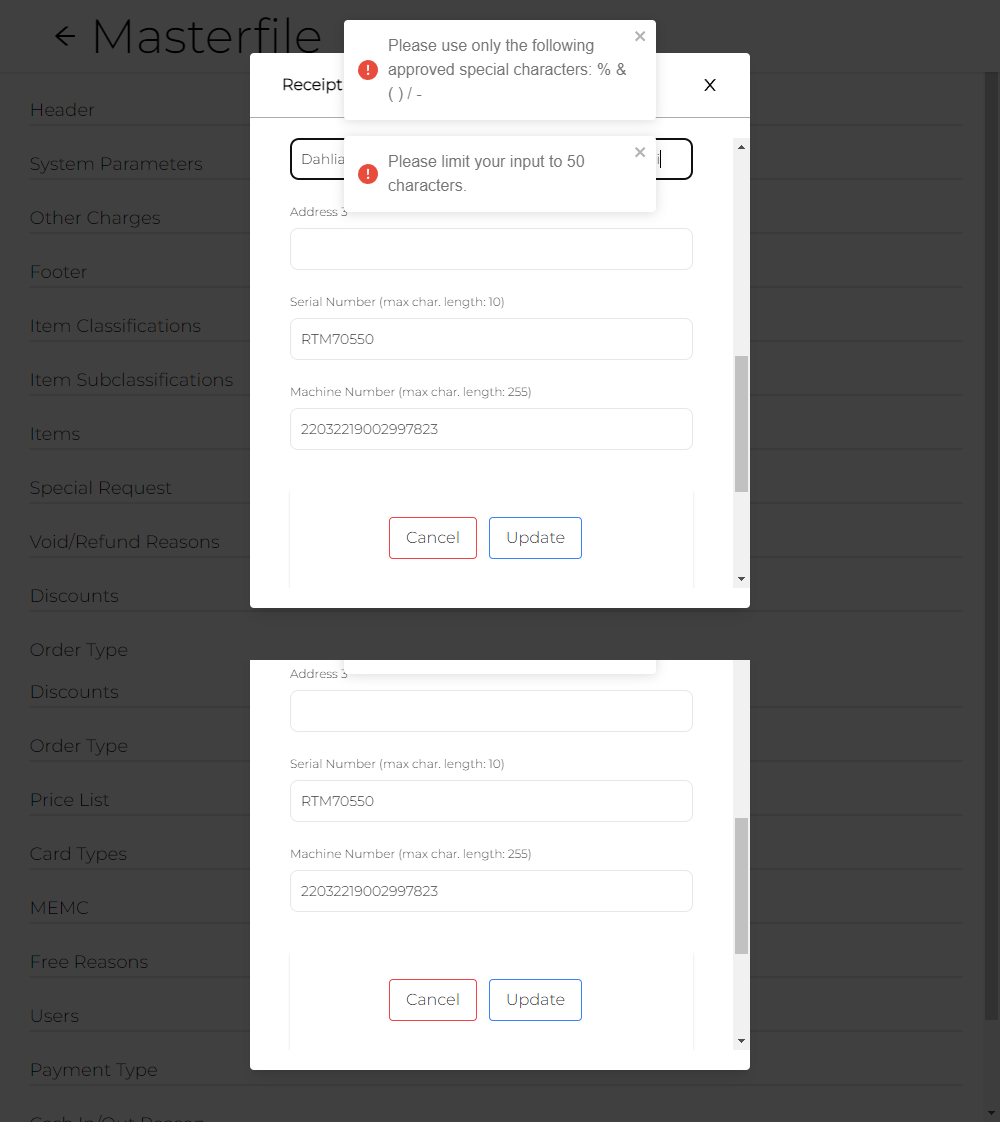 Masterfile
Please use only the following
approved special characters: % &
( ) / -
Receipt
X
Header
Please limit your input to 50
characters.
Dahlia
System Parameters
Address 3
Other Charges
Footer
Serial Number (max char. length: 10)
Item Classifications
RTM70550
Item Subclassifications
Machine Number (max char. length: 255)
Items
22032219002997823
Special Request
Void/Refund Reasons
Cancel
Update
Discounts
Order Type
Address 3
Discounts
Order Type
Serial Number (max char. length: 10)
Price List
RTM70550
Card Types
Machine Number (max char. length: 255)
MEMC
22032219002997823
Free Reasons
Users
Cancel
Update
Payment Type
Cash In/Out Reason